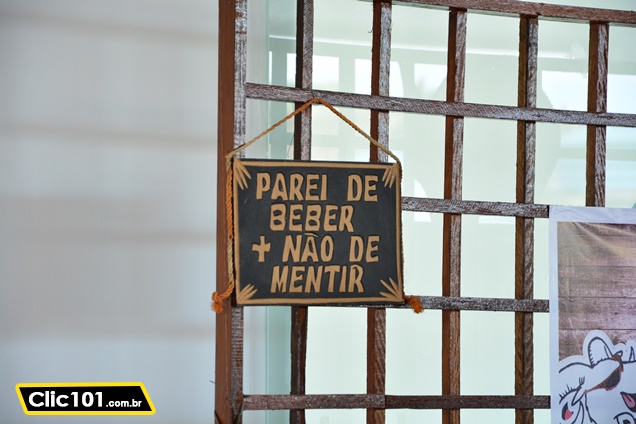 PAREI DE
BEBER
+ NÃO DE
MENTIR
Clic101.com.br